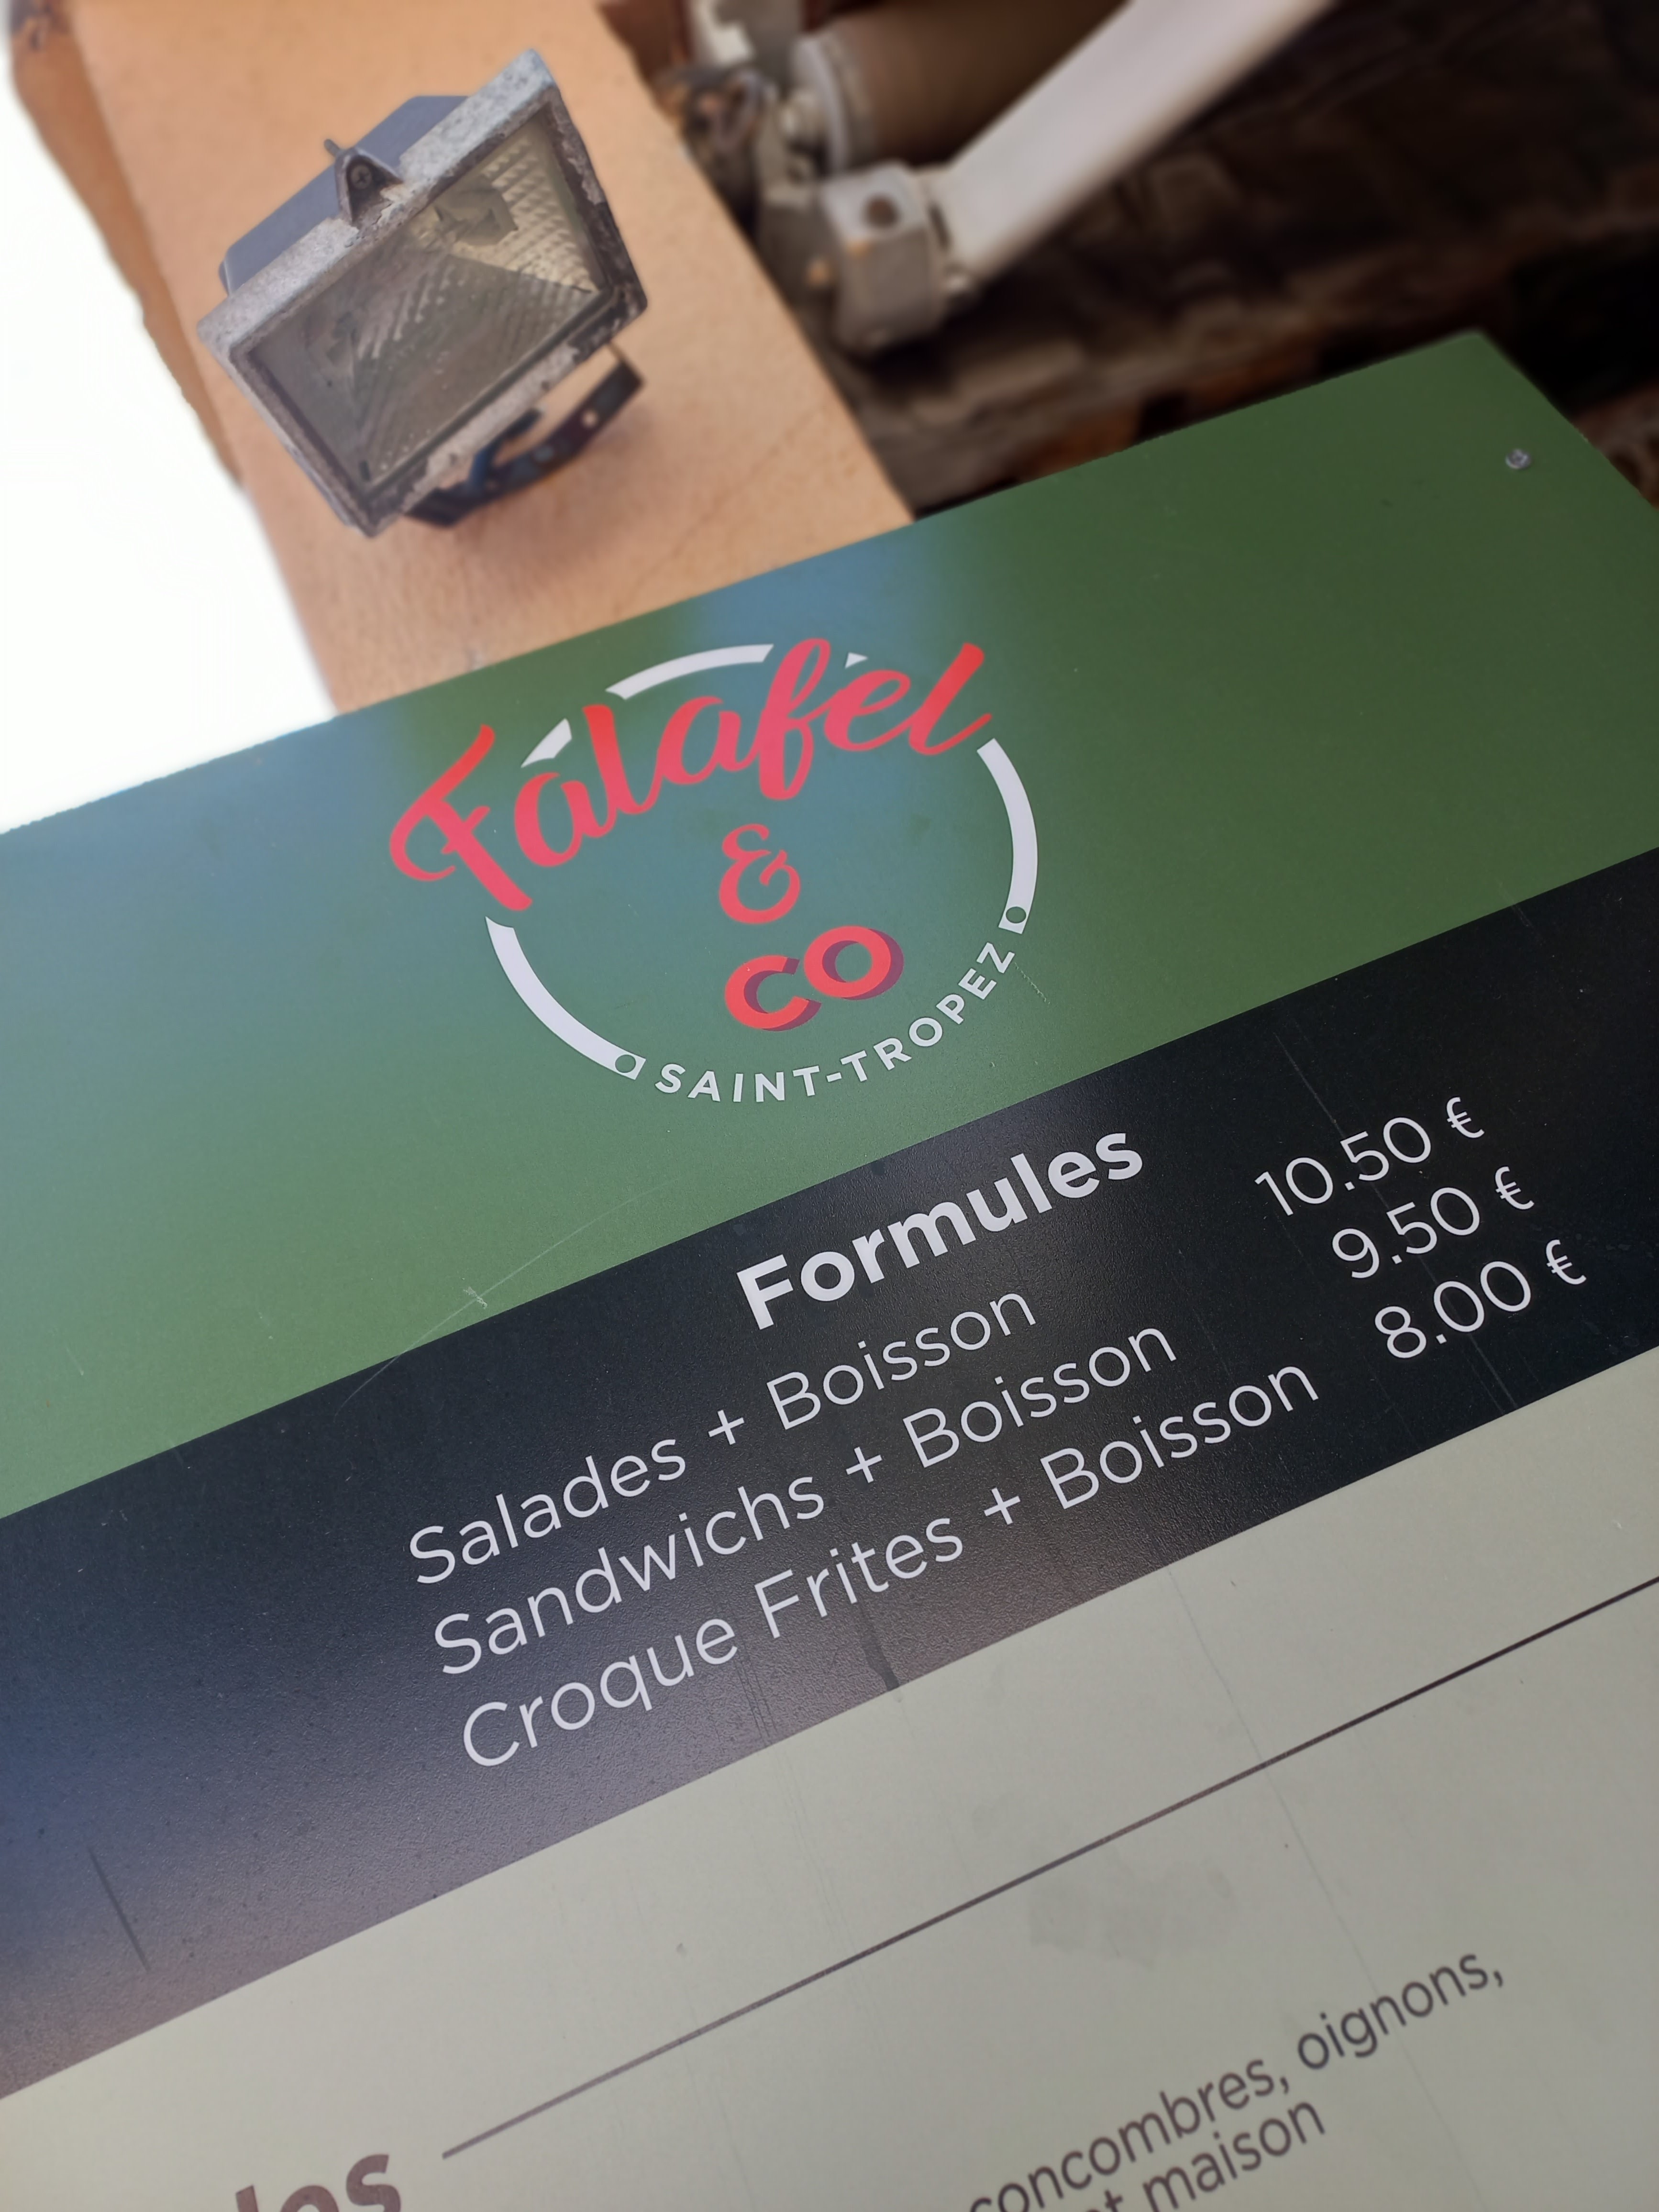 Falafel
&
CO
SAINT-TROPEZ
Formules
Salades + Boisson 10.50 €
Sandwichs + Boisson 9.50 €
Croque Frites + Boisson 8.00 €
oncombres, oignons,
maison